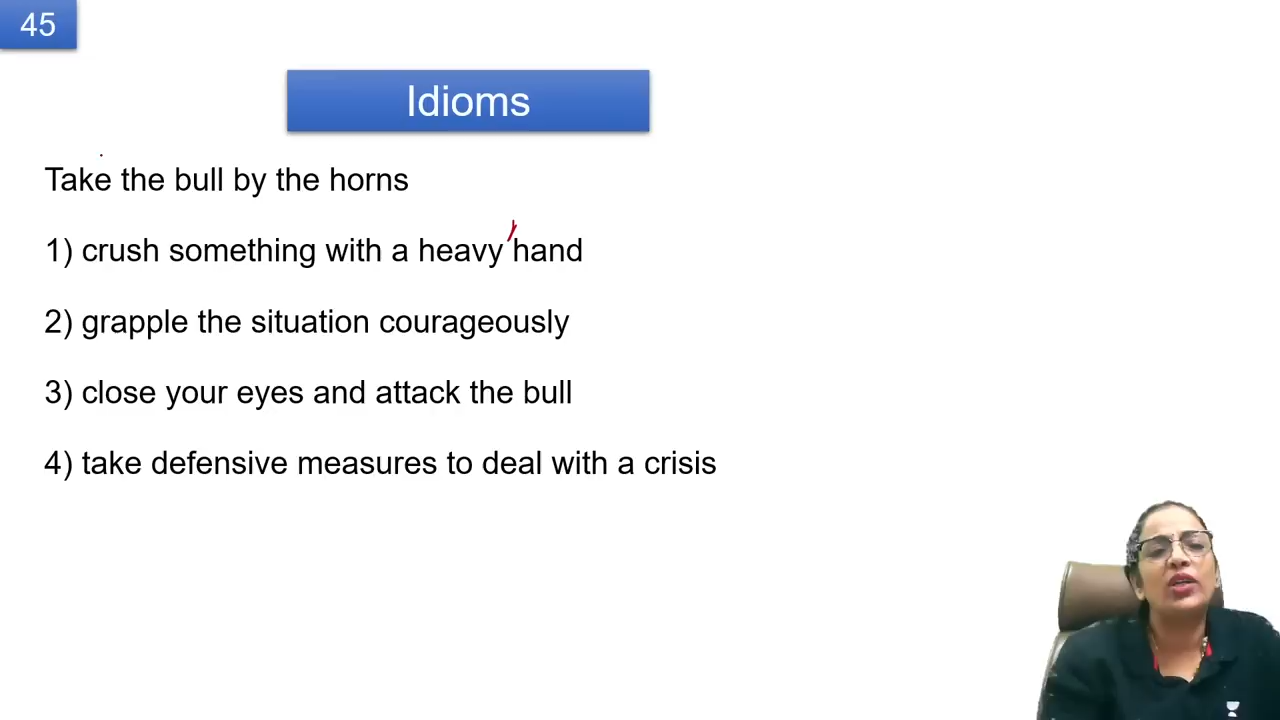 45
Idioms
Take the bull by the horns
1) crush something with a heavy hand
2) grapple the situation courageously
3) close your eyes and attack the bull
4) take defensive measures to deal with a crisis